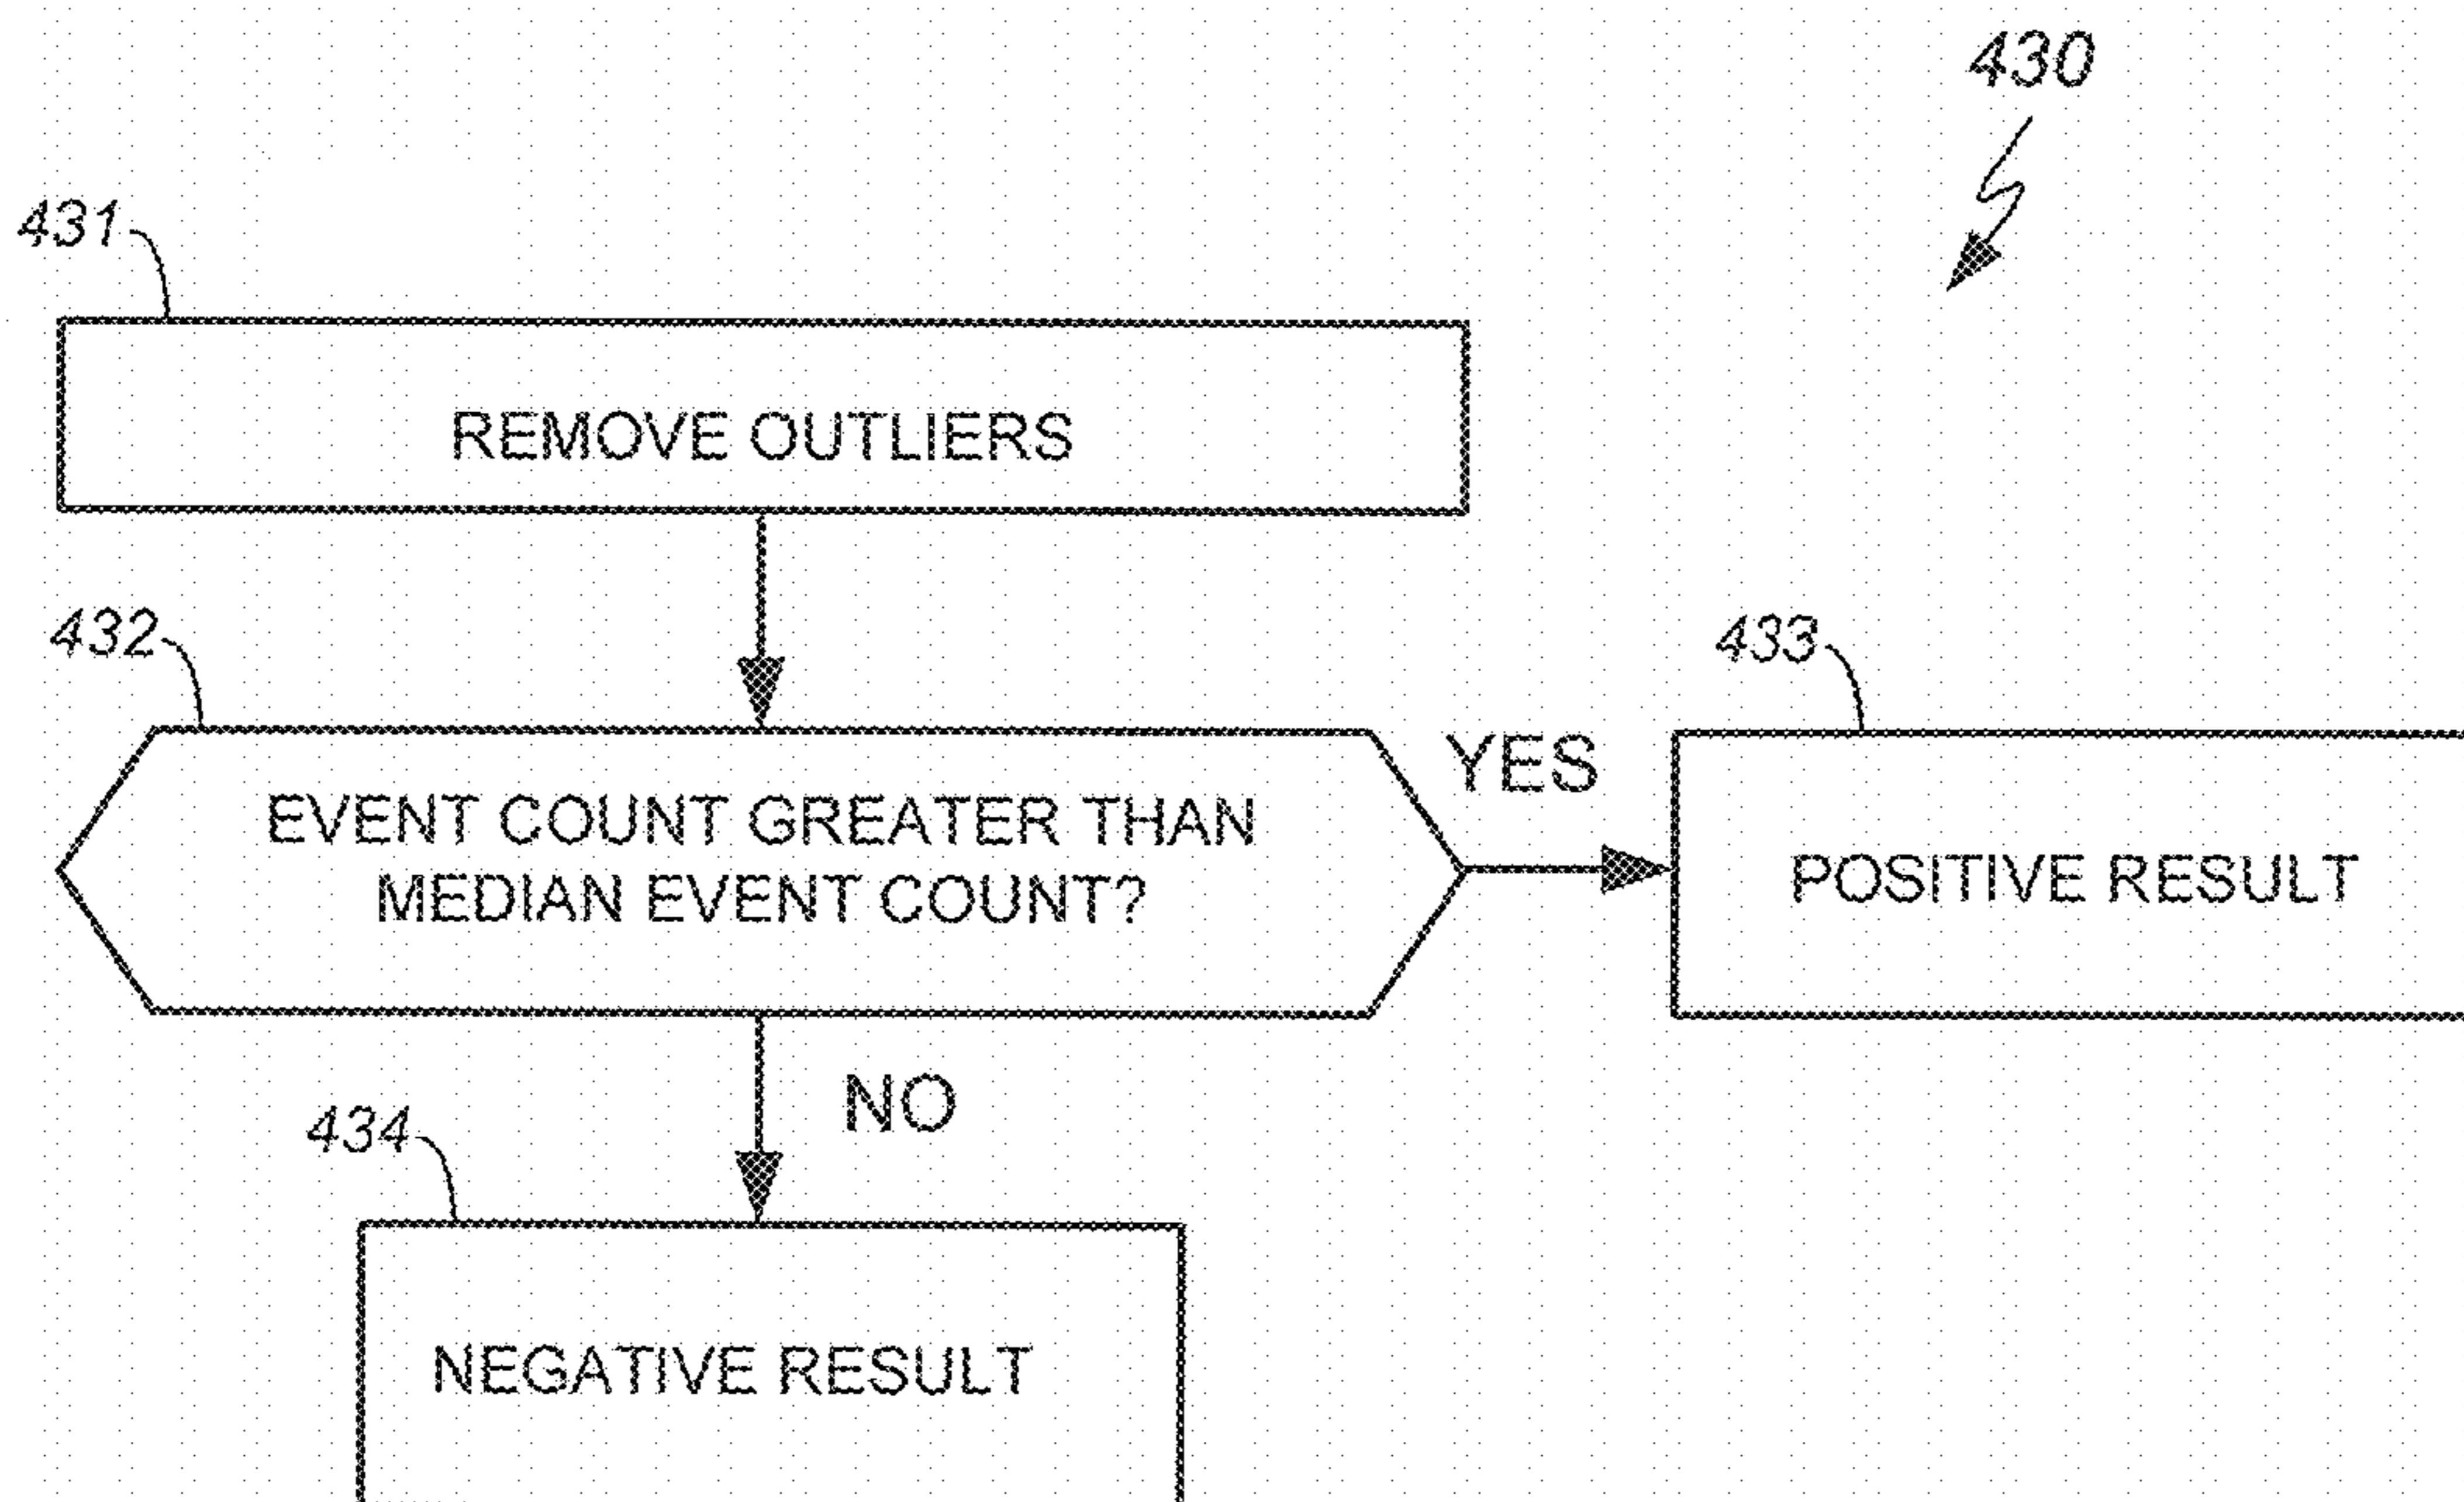 430
431
REMOVE OUTLIERS
432
433
EVENT COUNT GREATER THAN
MEDIAN EVENT COUNT?
YES
POSITIVE RESULT
NO
434
NEGATIVE RESULT